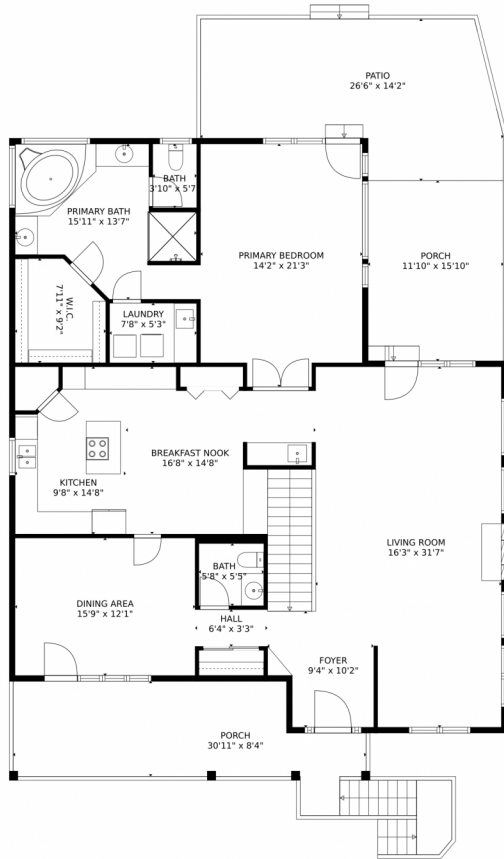 PATIO
26'6" x 14'2"
BATH
3'10" x 5'7
PRIMARY BATH
15'11" x 13'7"
PRIMARY BEDROOM
14'2" x 21'3"
PORCH
11'10" x 15'10"
W.I.C.
7'11" x 9'2"
LAUNDRY
7'8" x 5'3"
BREAKFAST NOOK
16'8" x 14'8"
KITCHEN
9'8" x 14'8"
LIVING ROOM
16'3" x 31'7"
BATH
5'8" x 5'5"
DINING AREA
15'9" x 12'1"
HALL
6'4" x 3'3"
FOYER
9'4" x 10'2"
PORCH
30'11" x 8'4"